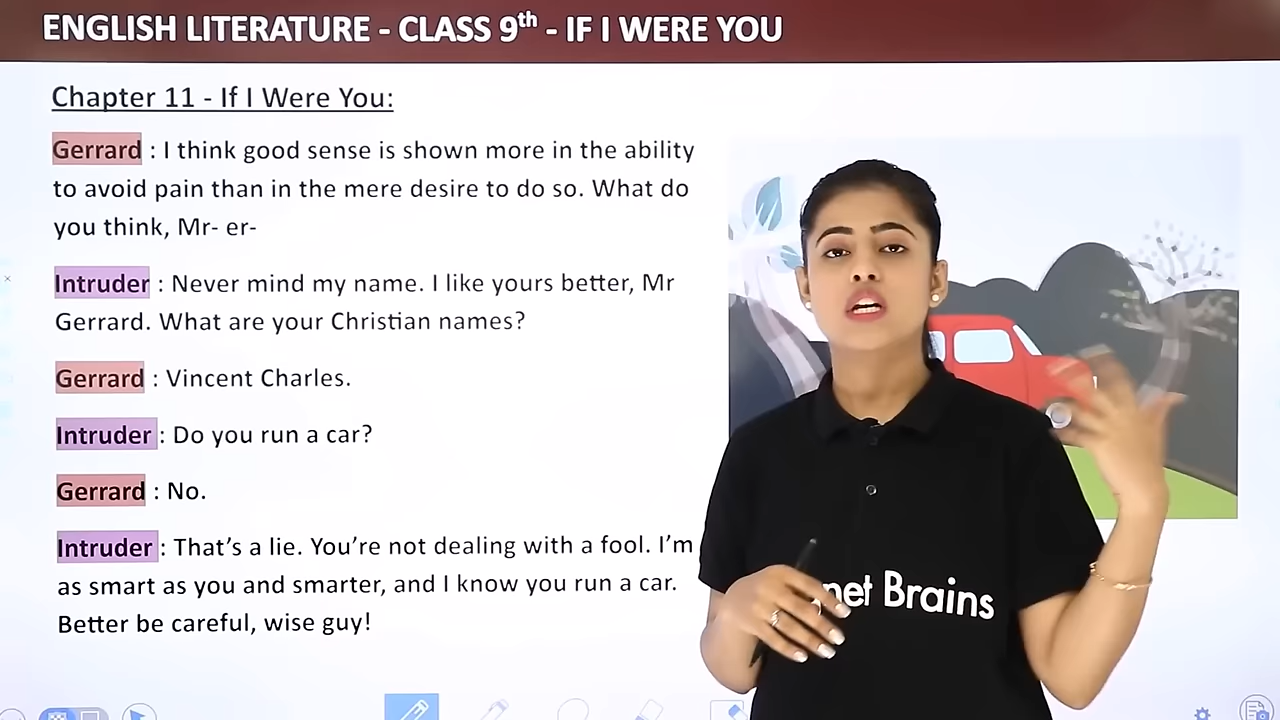 ENGLISH LITERATURE - CLASS 9th - IF I WERE YOU
Chapter 11 - If I Were You:
Gerrard : I think good sense is shown more in the ability
to avoid pain than in the mere desire to do so. What do
you think, Mr- er-
Intruder : Never mind my name. I like yours better, Mr
Gerrard. What are your Christian names?
Gerrard : Vincent Charles.
Intruder : Do you run a car?
Gerrard : No.
Intruder : That's a lie. You're not dealing with a fool. I'm
as smart as you and smarter, and I know you run a car.
Better be careful, wise guy!
Brains